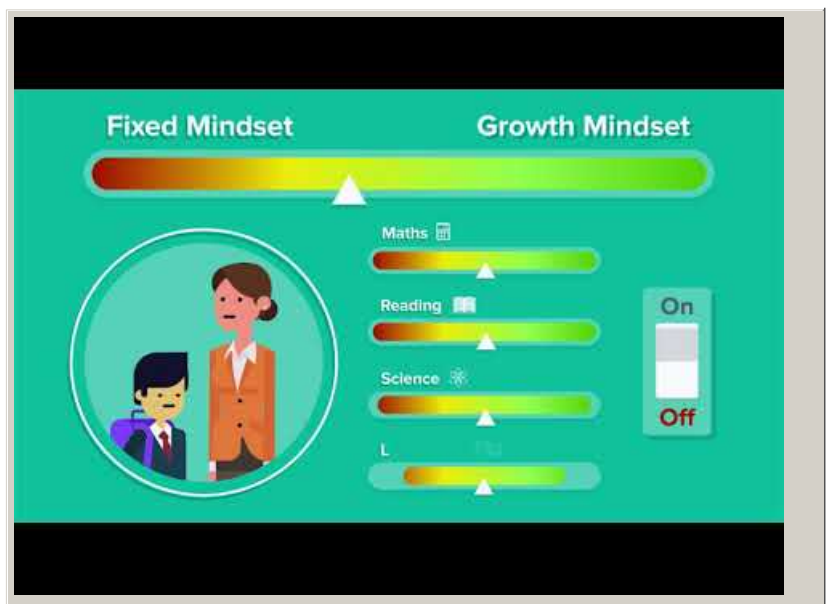 Fixed Mindset Growth Mindset
Maths
Reading
Science
L
On
Off